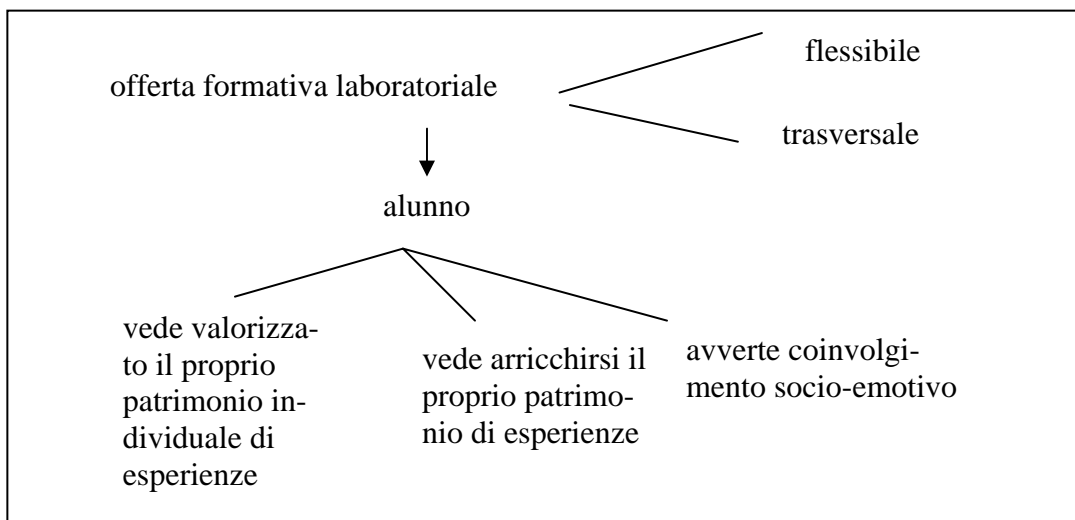 flessibile
offerta formativa laboratoriale
trasversale
alunno
vede valorizza-
to il proprio
patrimonio in-
dividuale di
esperienze
vede arricchirsi il
proprio patrimo-
nio di esperienze
avverte coinvolgi-
mento socio-emotivo